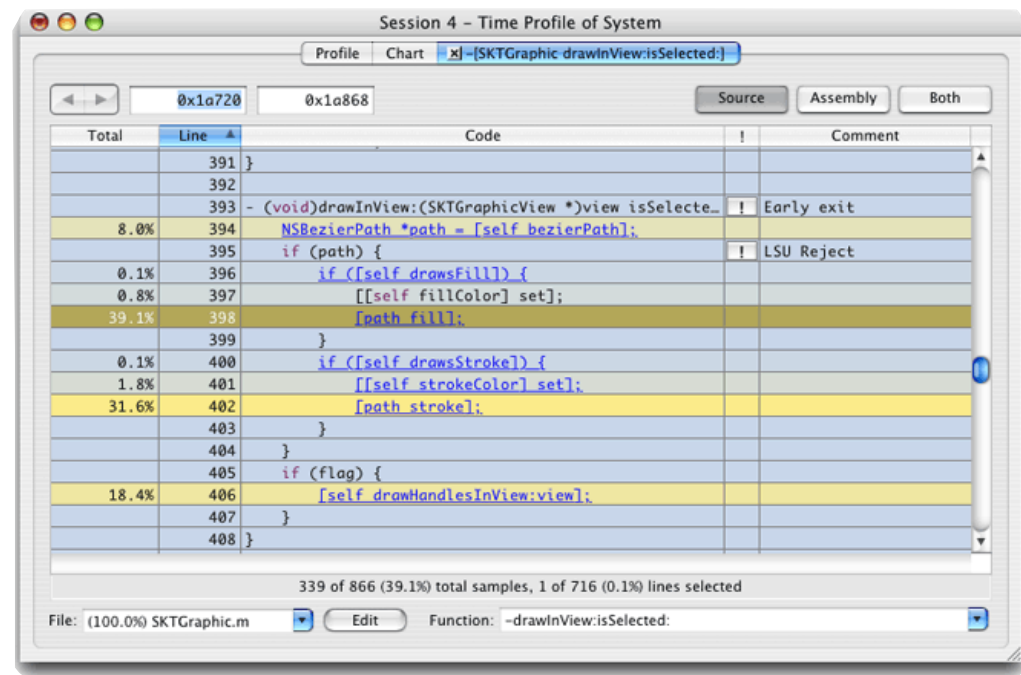 Session 4 – Time Profile of System
Profile Chart x -[SKTGraphic drawInView:isSelected:]
0x1a720 0x1a868 Source Assembly Both
Total Line Code ! Comment
391 }
392
393 - (void)drawInView:(SKTGraphicView *)view isSelecte... ! Early exit
8.0% 394 NSBezierPath *path = [self bezierPath];
395 if (path) { ! LSU Reject
0.1% 396 if ([self drawsFill]) {
0.8% 397 [[self fillColor] set];
39.1% 398 [path fill];
399 }
0.1% 400 if ([self drawsStroke]) {
1.8% 401 [[self strokeColor] set];
31.6% 402 [path stroke];
403 }
404 }
405 if (flag) {
18.4% 406 [self drawHandlesInView:view];
407 }
408 }
339 of 866 (39.1%) total samples, 1 of 716 (0.1%) lines selected
File: (100.0%) SKTGraphic.m Edit Function: -drawInView:isSelected: